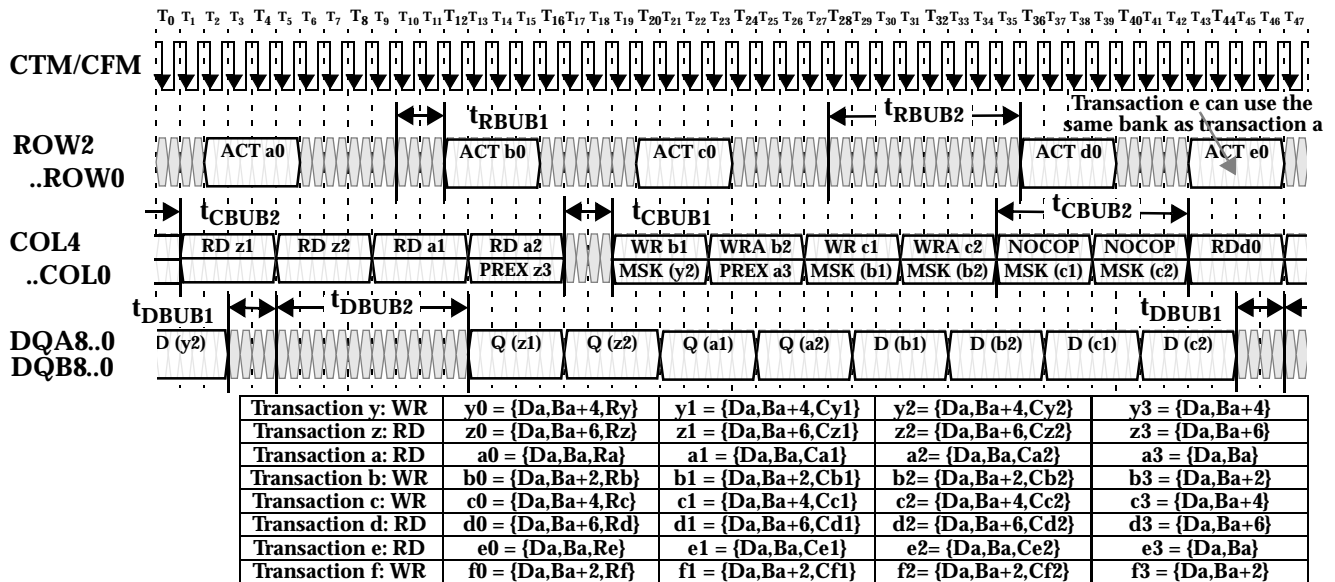 T0 T1 T2 T3 T4 T5 T6 T7 T8 T9 T10 T11 T12 T13 T14 T15 T16 T17 T18 T19 T20 T21 T22 T23 T24 T25 T26 T27 T28 T29 T30 T31 T32 T33 T34 T35 T36 T37 T38 T39 T40 T41 T42 T43 T44 T45 T46 T47
CTM/CFM
tRBUB1 tRBUB2 Transaction e can use the
same bank as transaction a
ROW2
..ROW0
ACT a0 ACT b0 ACT c0 ACT d0 ACT e0
tCBUB2 tCBUB1 tCBUB2
COL4
..COL0
RD z1 RD z2 RD a1 RD a2 WR b1 WRA b2 WR c1 WRA c2 NOCOP NOCOP RDd0
PREX z3 MSK (y2) PREX a3 MSK (b1) MSK (b2) MSK (c1) MSK (c2)
tDBUB1 tDBUB2 tDBUB1
DQA8..0
DQB8..0
D (y2) Q (z1) Q (z2) Q (a1) Q (a2) D (b1) D (b2) D (c1) D (c2)
Transaction y: WR y0 = {Da,Ba+4,Ry} y1 = {Da,Ba+4,Cy1} y2= {Da,Ba+4,Cy2} y3 = {Da,Ba+4}
Transaction z: RD z0 = {Da,Ba+6,Rz} z1 = {Da,Ba+6,Cz1} z2= {Da,Ba+6,Cz2} z3 = {Da,Ba+6}
Transaction a: RD a0 = {Da,Ba,Ra} a1 = {Da,Ba,Ca1} a2= {Da,Ba,Ca2} a3 = {Da,Ba}
Transaction b: WR b0 = {Da,Ba+2,Rb} b1 = {Da,Ba+2,Cb1} b2= {Da,Ba+2,Cb2} b3 = {Da,Ba+2}
Transaction c: WR c0 = {Da,Ba+4,Rc} c1 = {Da,Ba+4,Cc1} c2= {Da,Ba+4,Cc2} c3 = {Da,Ba+4}
Transaction d: RD d0 = {Da,Ba+6,Rd} d1 = {Da,Ba+6,Cd1} d2= {Da,Ba+6,Cd2} d3 = {Da,Ba+6}
Transaction e: RD e0 = {Da,Ba,Re} e1 = {Da,Ba,Ce1} e2= {Da,Ba,Ce2} e3 = {Da,Ba}
Transaction f: WR f0 = {Da,Ba+2,Rf} f1 = {Da,Ba+2,Cf1} f2= {Da,Ba+2,Cf2} f3 = {Da,Ba+2}